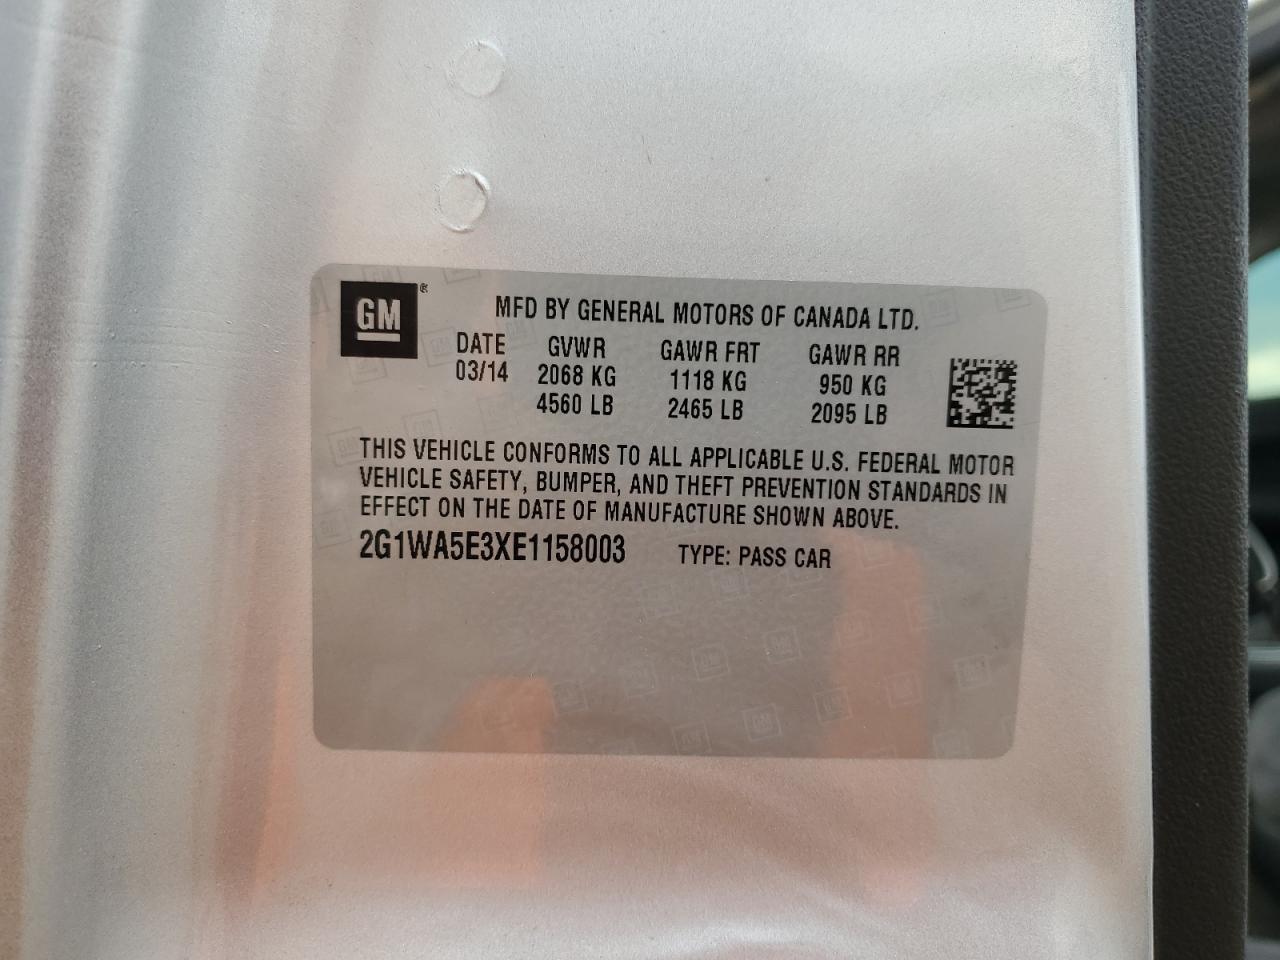 GM®
MFD BY GENERAL MOTORS OF CANADA LTD.
DATE GVWR GAWR FRT GAWR RR
03/14 2068 KG 1118 KG 950 KG
4560 LB 2465 LB 2095 LB
THIS VEHICLE CONFORMS TO ALL APPLICABLE U.S. FEDERAL MOTOR
VEHICLE SAFETY, BUMPER, AND THEFT PREVENTION STANDARDS IN
EFFECT ON THE DATE OF MANUFACTURE SHOWN ABOVE.
2G1WA5E3XE1158003 TYPE: PASS CAR